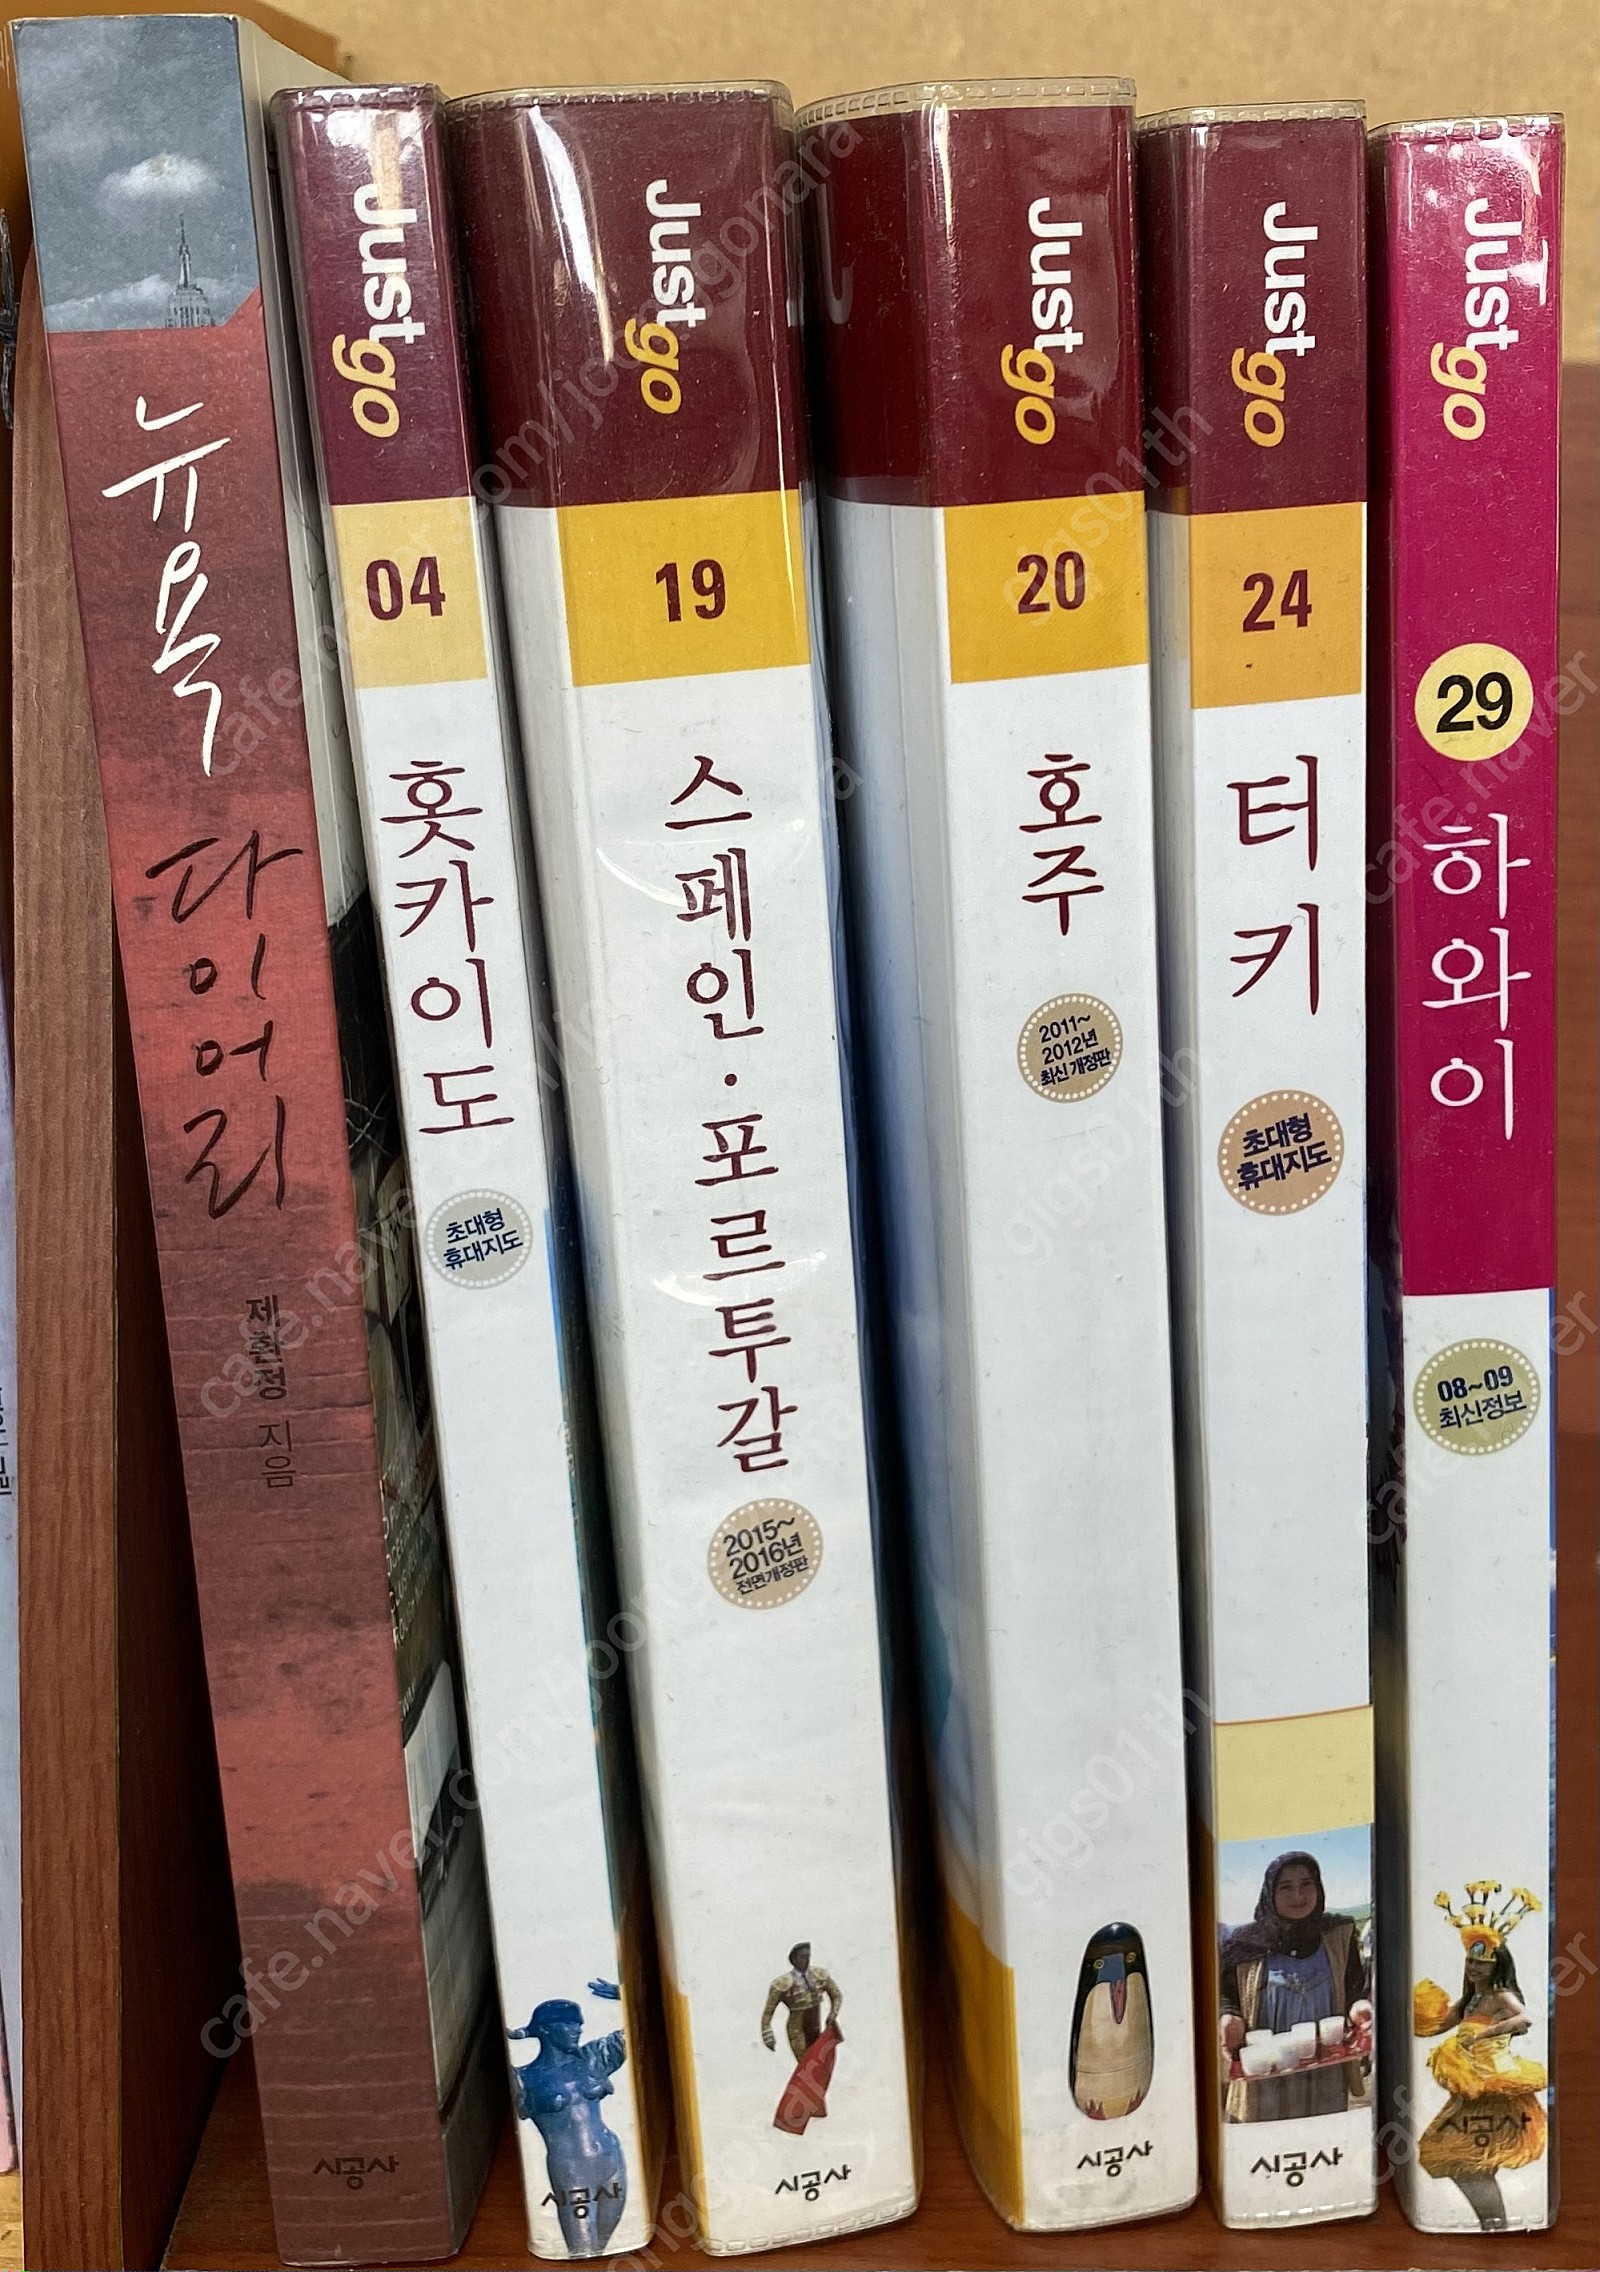 뉴욕
다이어리
제환정 지음
시공사
Just go
04
홋카이도
초대형
휴대지도
시공사
Just go
19
스페인·포르투갈
2015~
2016년
전면개정판
시공사
Just go
20
호주
2011~
2012년
최신 개정판
시공사
Just go
24
터키
초대형
휴대지도
시공사
Just go
29
하와이
08~09
최신정보
시공사
cafe.naver.com/joonggonara
gigs01th